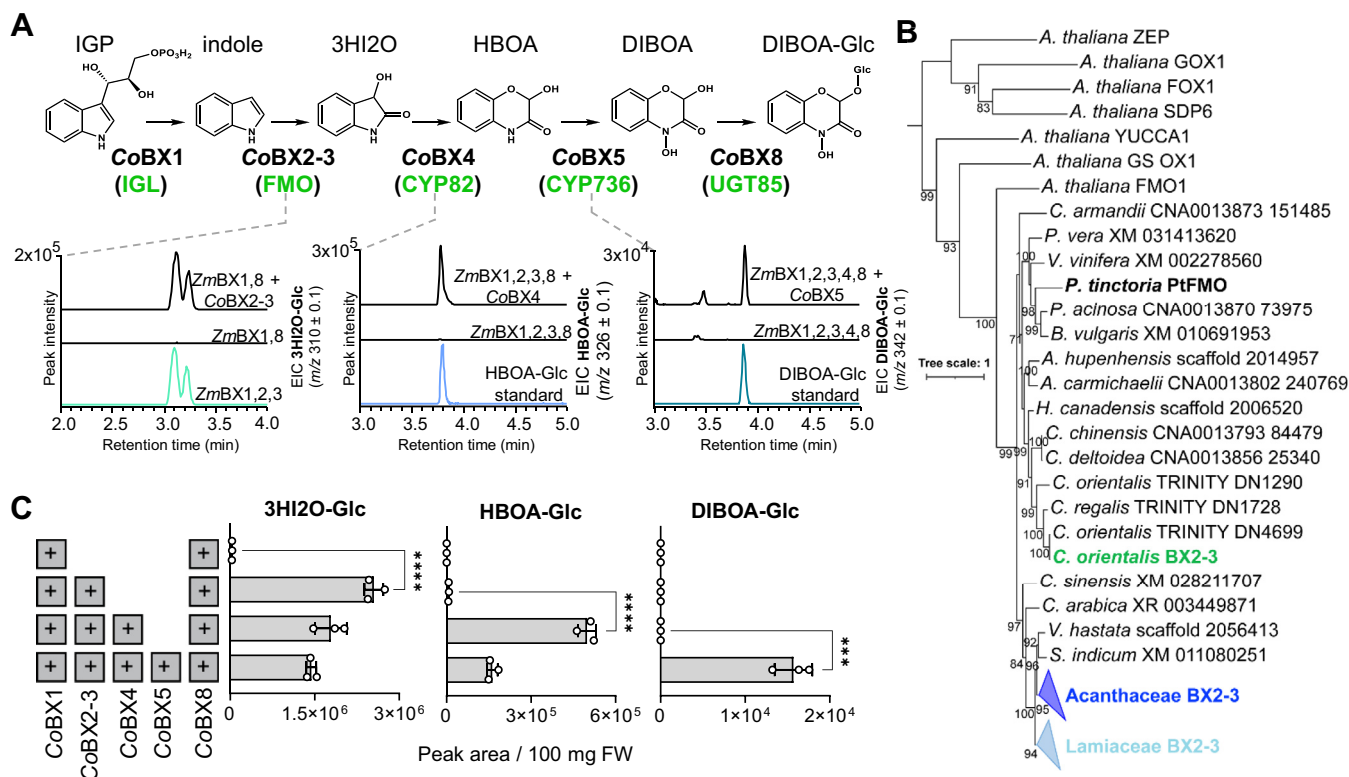 A
IGP
indole
3HI2O
HBOA
DIBOA
DIBOA-Glc
OPO3H2
HO
OH
N
H
N
H
HO
O
N
H
O
OH
N
H
O
O
OH
N
O
OH
Glc
O
O
N
O
OH
CoBX1
(IGL)
CoBX2-3
(FMO)
CoBX4
(CYP82)
CoBX5
(CYP736)
CoBX8
(UGT85)
2x10^5
Peak intensity
ZmBX1,8 +
CoBX2-3
ZmBX1,8
ZmBX1,2,3
EIC 3HI2O-Glc
(m/z 310 ± 0.1)
2.0 2.5 3.0 3.5 4.0
Retention time (min)
3x10^5
Peak intensity
ZmBX1,2,3,8 +
CoBX4
ZmBX1,2,3,8
HBOA-Glc
standard
EIC HBOA-Glc
(m/z 326 ± 0.1)
3.0 3.5 4.0 4.5 5.0
Retention time (min)
3x10^4
Peak intensity
ZmBX1,2,3,4,8 +
CoBX5
ZmBX1,2,3,4,8
DIBOA-Glc
standard
EIC DIBOA-Glc
(m/z 342 ± 0.1)
3.0 3.5 4.0 4.5 5.0
Retention time (min)
B
A. thaliana ZEP
A. thaliana GOX1
A. thaliana FOX1
A. thaliana SDP6
A. thaliana YUCCA1
A. thaliana GS OX1
A. thaliana FMO1
C. armandii CNA0013873 151485
P. vera XM 031413620
V. vinifera XM 002278560
P. tinctoria PtFMO
P. acinosa CNA0013870 73975
B. vulgaris XM 010691953
A. hupenhensis scaffold 2014957
A. carmichaelii CNA0013802 240769
H. canadensis scaffold 2006520
C. chinensis CNA0013793 84479
C. deltoidea CNA0013856 25340
C. orientalis TRINITY DN1290
C. regalis TRINITY DN1728
C. orientalis TRINITY DN4699
C. orientalis BX2-3
C. sinensis XM 028211707
C. arabica XR 003449871
V. hastata scaffold 2056413
S. indicum XM 011080251
Acanthaceae BX2-3
Lamiaceae BX2-3
Tree scale: 1
91
83
99
93
100
100
98
99
71
100
100
99
91
99
100
100
99
97
92
84
96
95
100
94
C
3HI2O-Glc
HBOA-Glc
DIBOA-Glc
+ +
+ + +
+ + + +
+ + + + +
CoBX1
CoBX2-3
CoBX4
CoBX5
CoBX8
****
****
***
0 1.5×10^6 3×10^6
0 3×10^5 6×10^5
0 1×10^4 2×10^4
Peak area / 100 mg FW